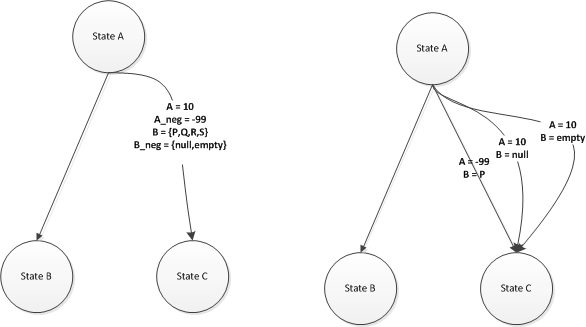 State A
A = 10
A_neg = -99
B = {P,Q,R,S}
B_neg = {null,empty}
State B
State C
State A
A = 10
B = empty
A = 10
B = null
A = -99
B = P
State B
State C